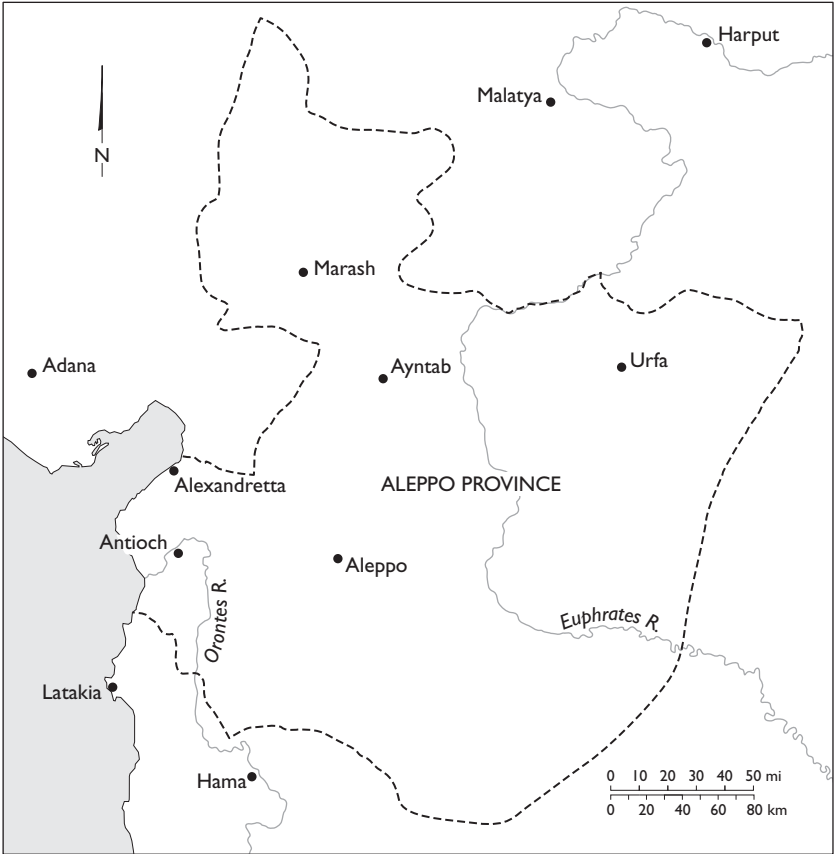 Harput
Malatya
N
Marash
Adana
Ayntab
Urfa
Alexandretta
ALEPPO PROVINCE
Antioch
Aleppo
Orontes R.
Euphrates R.
Latakia
Hama
0 10 20 30 40 50 mi
0 20 40 60 80 km